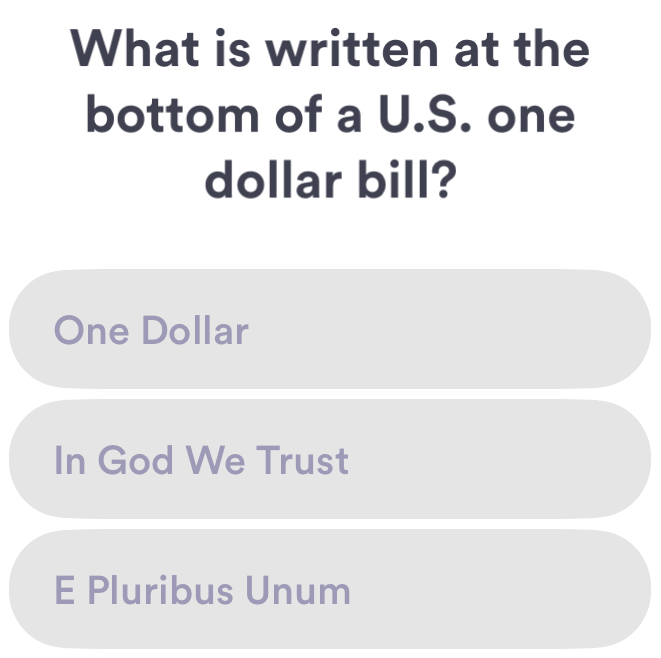 What is written at the
bottom of a U.S. one
dollar bill?
One Dollar
In God We Trust
E Pluribus Unum